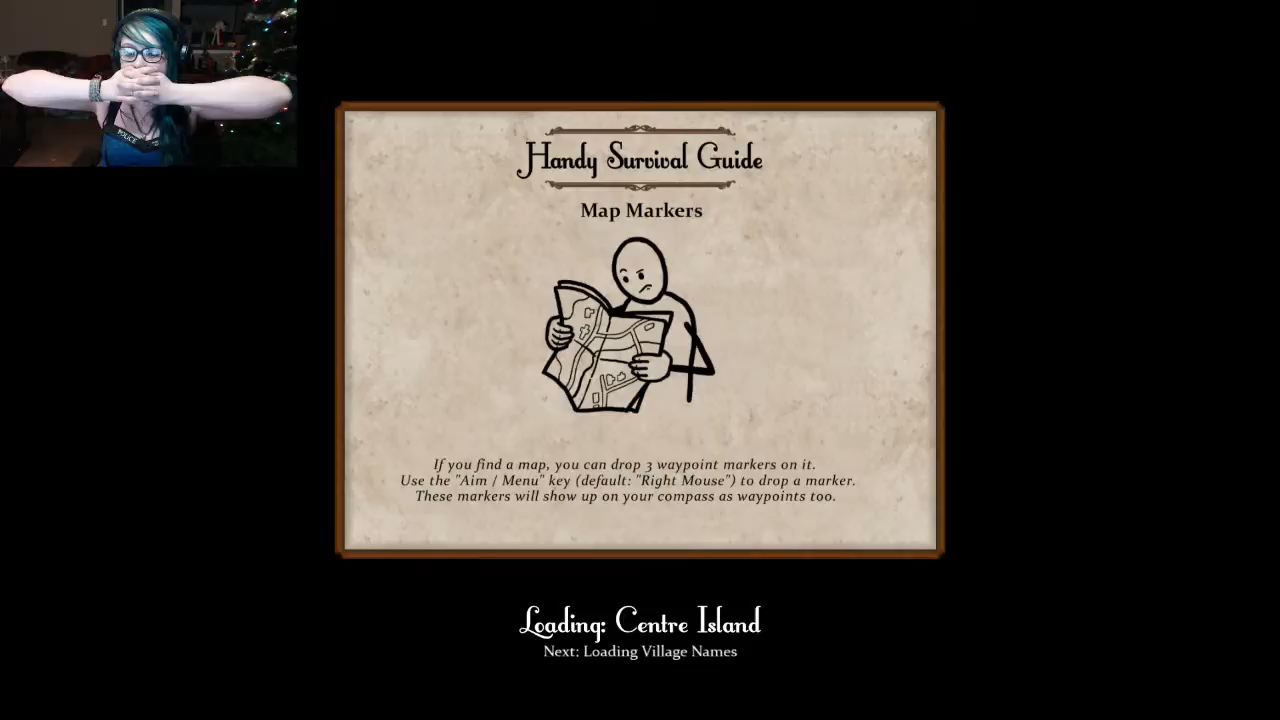 POLICE
Handy Survival Guide
Map Markers
If you find a map, you can drop 3 waypoint markers on it.
Use the "Aim / Menu" key (default: "Right Mouse") to drop a marker.
These markers will show up on your compass as waypoints too.
Loading: Centre Island
Next: Loading Village Names